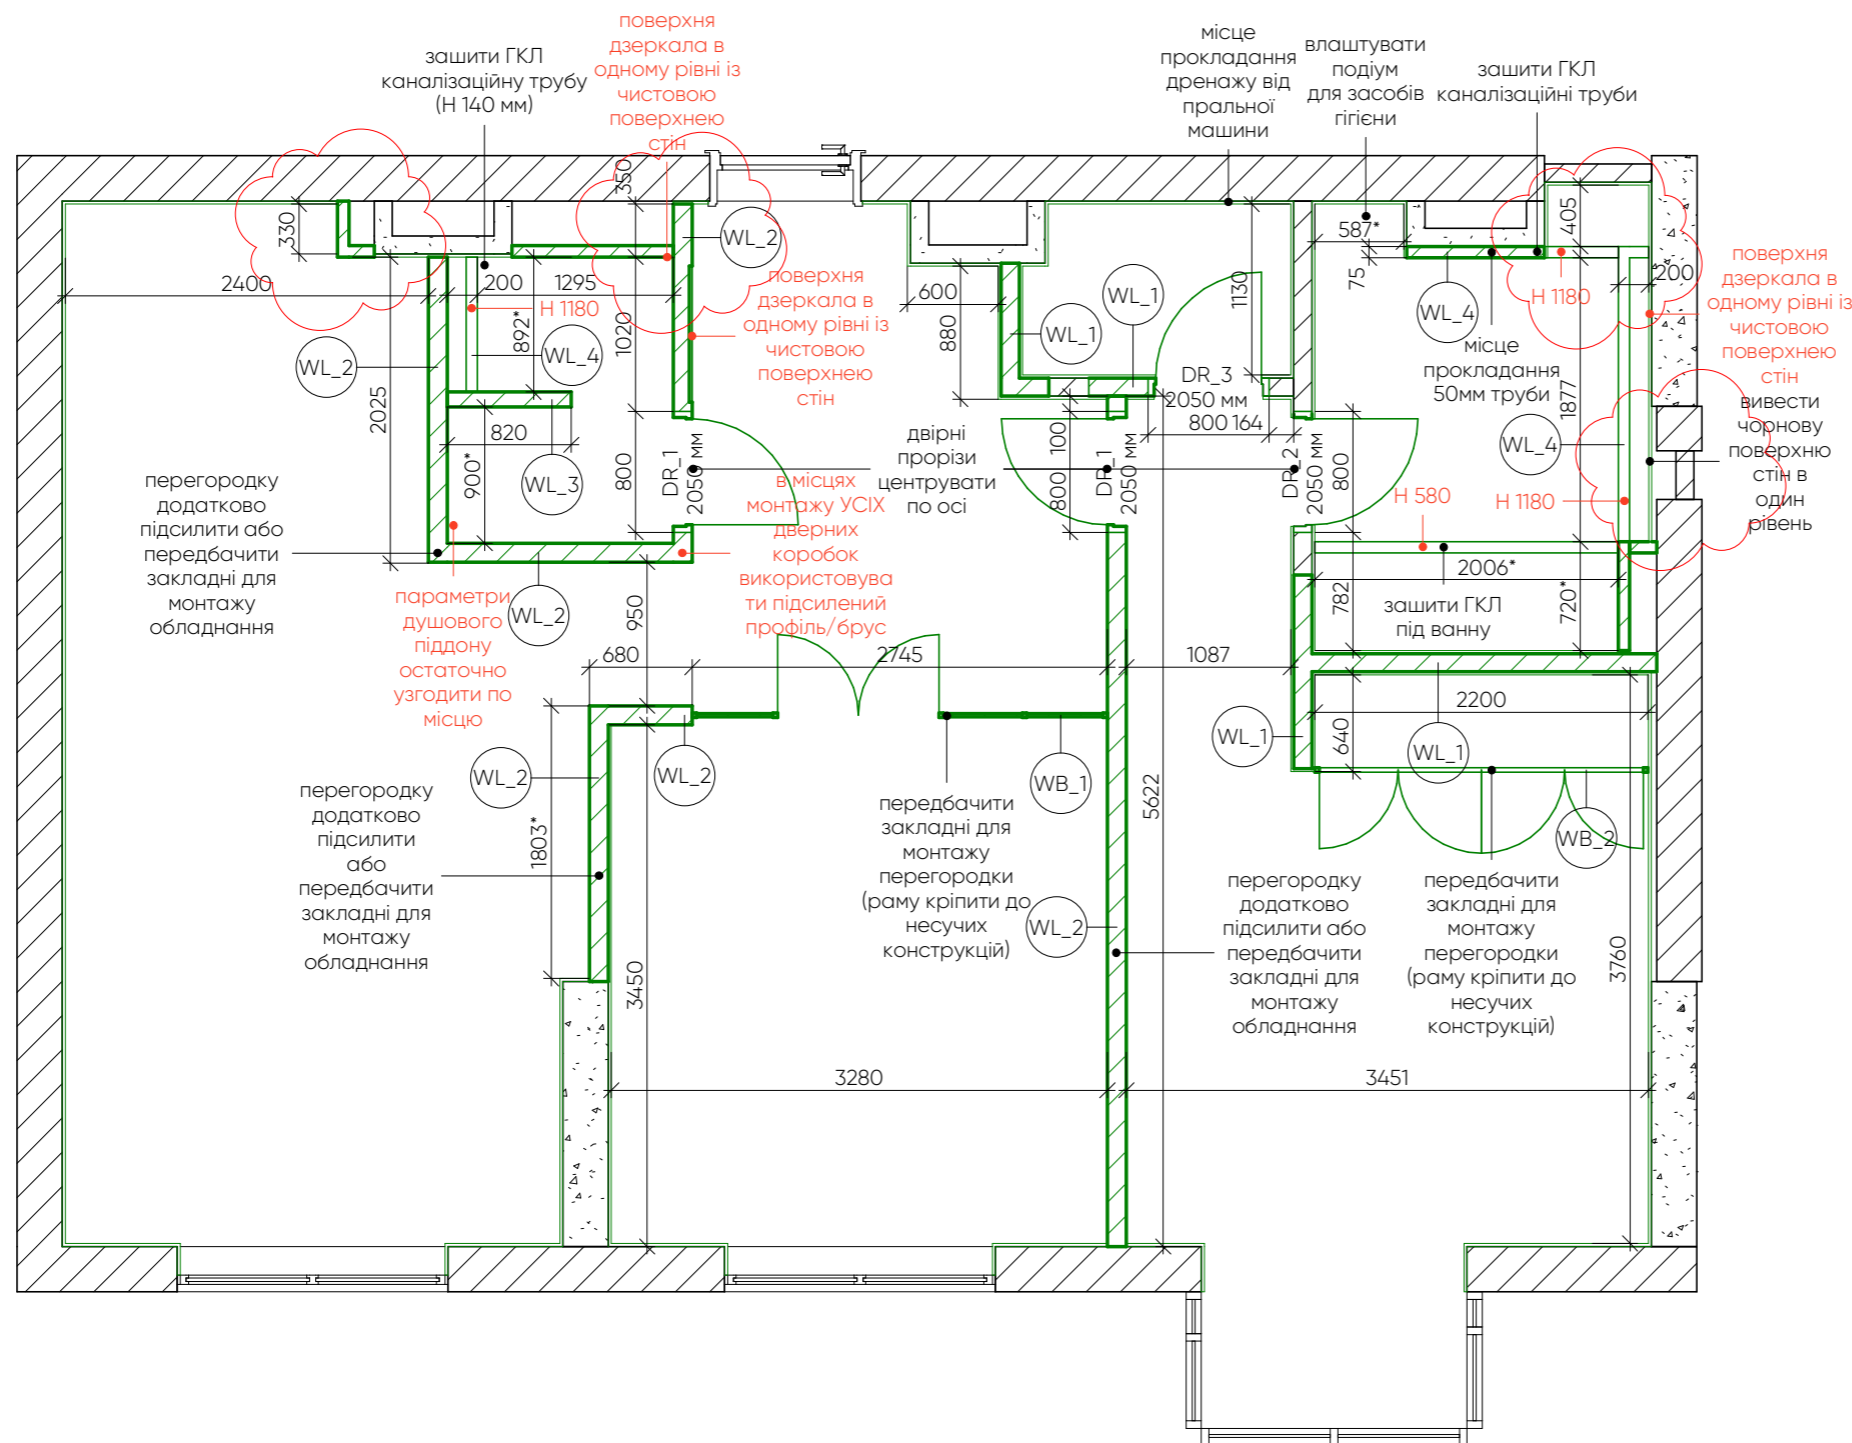 зашити ГКЛ
каналізаційну трубу
(Н 140 мм)
поверхня
дзеркала в
одному рівні із
чистовою
поверхнею
стін
місце
прокладання
дренажу від
пральної
машини
влаштувати
подіум
для засобів
гігієни
зашити ГКЛ
каналізаційні труби
330
350
WL_2
587*
405
75
200
2400
200
1295
H 1180
892*
1020
WL_4
WL_2
2025
820
900*
WL_3
800
DR_1
2050 мм
поверхня
дзеркала в
одному рівні із
чистовою
поверхнею
стін
600
880
WL_1
WL_1
1130
DR_3
2050 мм
800
164
100
800
DR_1
2050 мм
DR_2
2050 мм
800
двірні
прорізи
центрувати
по осі
WL_4
H 1180
місце
прокладання
50мм труби
1877
WL_4
H 580
H 1180
поверхня
дзеркала в
одному рівні із
чистовою
поверхнею
стін
вивести
чорнову
поверхню
стін в
один
рівень
перегородку
додатково
підсилити або
передбачити
закладні для
монтажу
обладнання
в місцях
монтажу УСІХ
дверних
коробок
використовува
ти підсилений
профіль/брус
параметри
душового
піддону
остаточно
узгодити по
місцю
WL_2
950
680
2745
1087
2006*
782
720*
зашити ГКЛ
під ванну
2200
640
WL_1
WL_1
WL_2
WL_2
WB_1
WB_2
1803*
перегородку
додатково
підсилити
або
передбачити
закладні для
монтажу
обладнання
3450
передбачити
закладні для
монтажу
перегородки
(раму кріпити до
несучих
конструкцій)
WL_2
5622
перегородку
додатково
підсилити або
передбачити
закладні для
монтажу
обладнання
передбачити
закладні для
монтажу
перегородки
(раму кріпити до
несучих
конструкцій)
3760
3280
3451